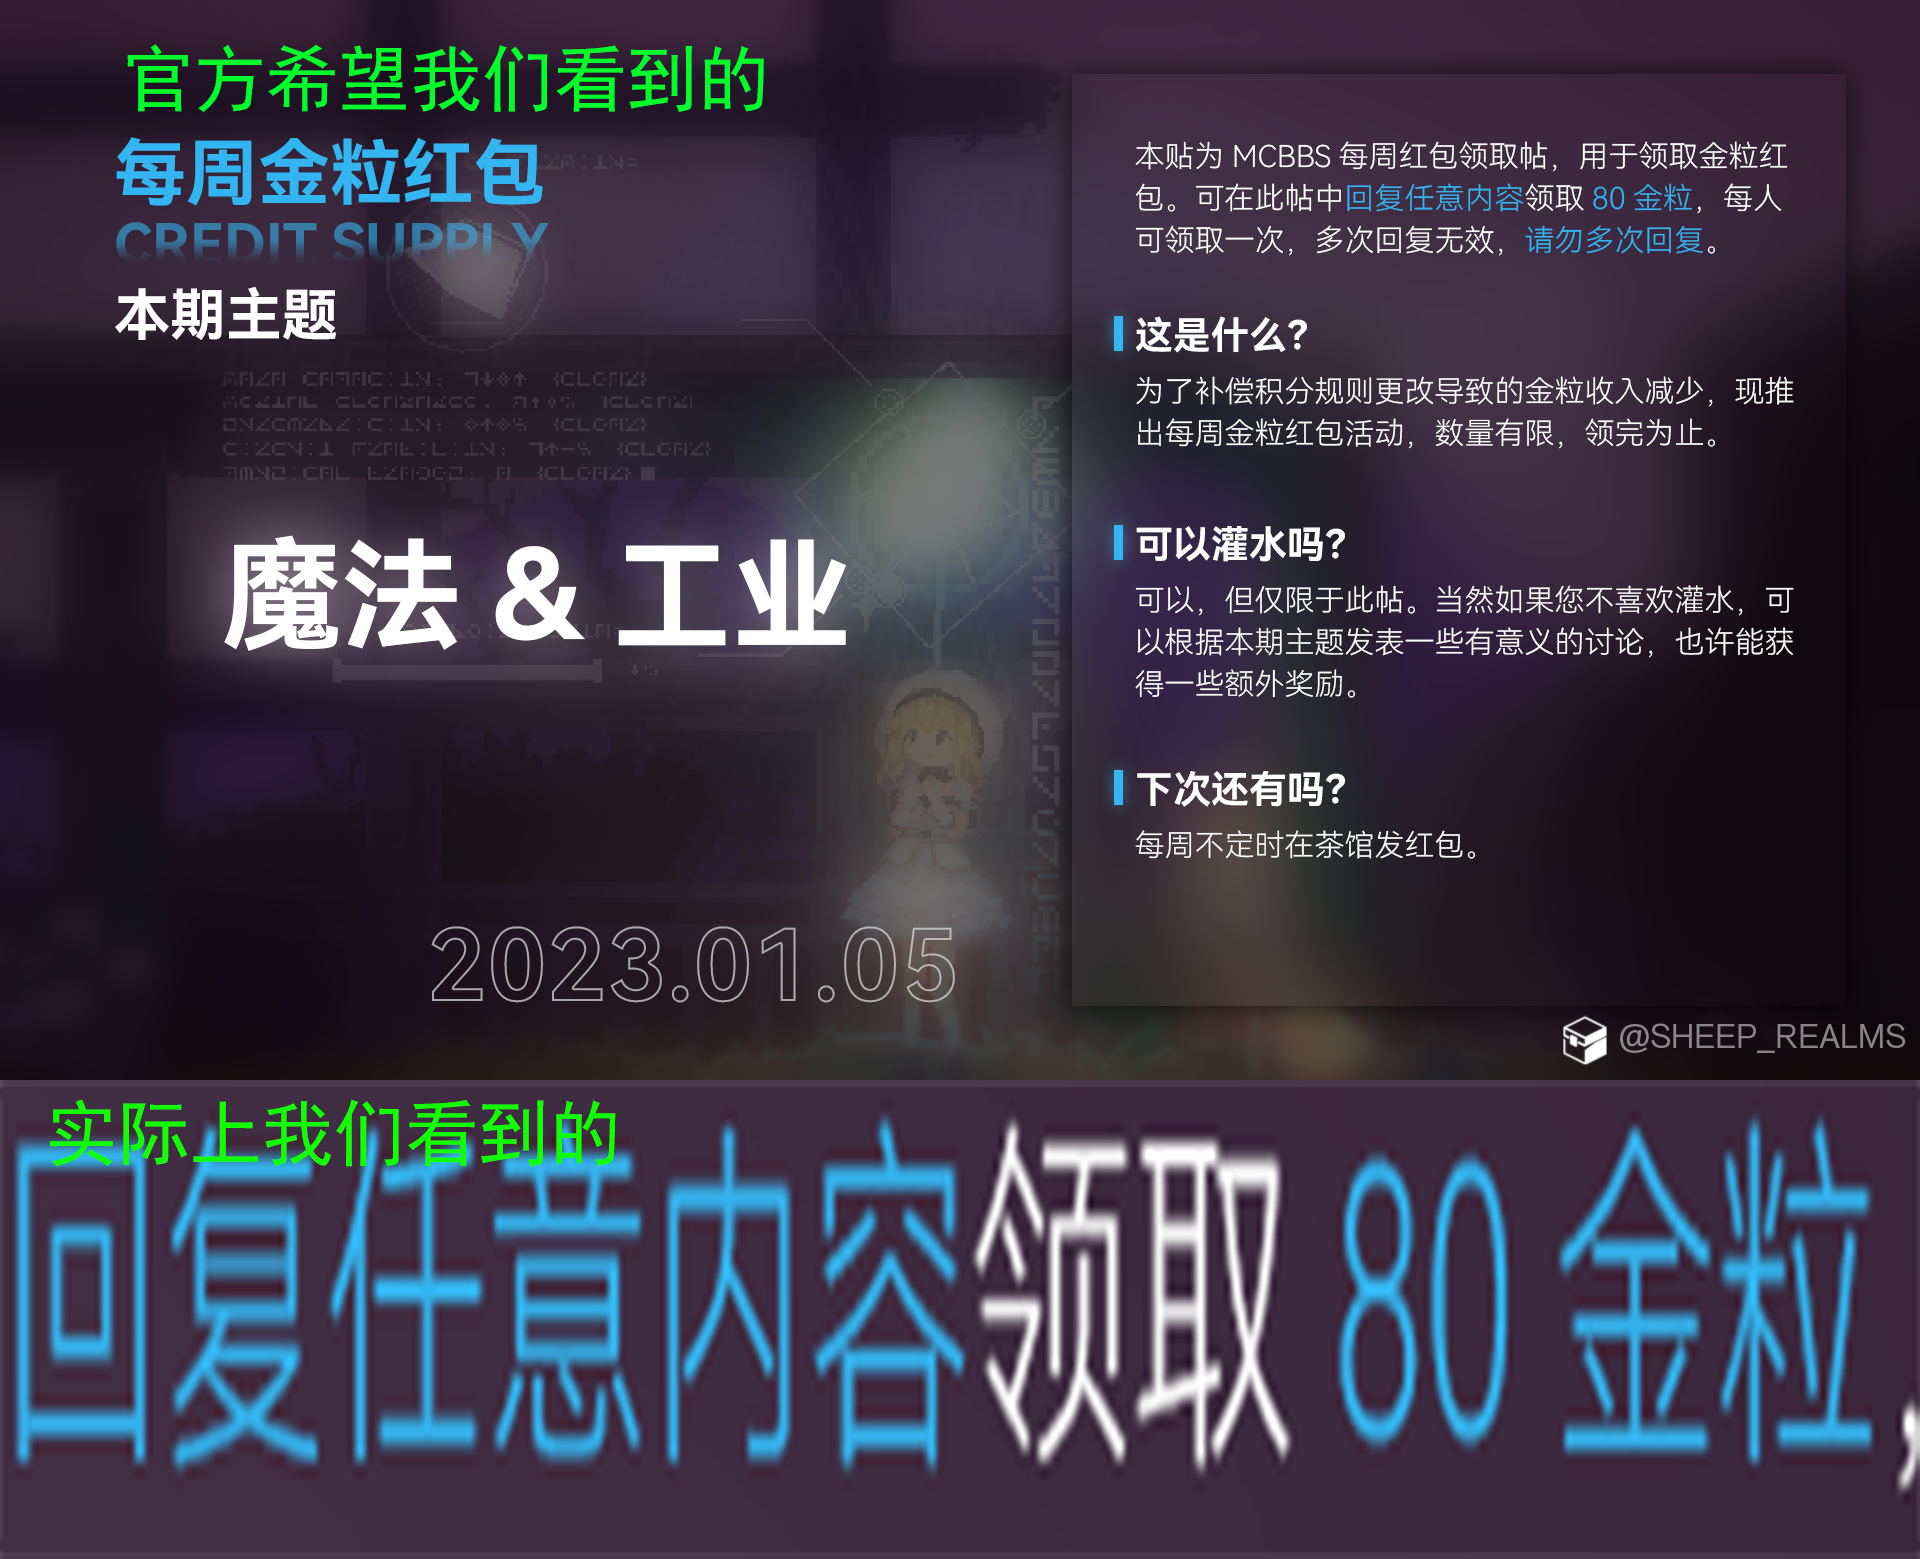 官方希望我们看到的
每周金粒红包
CREDIT SUPPLY
本期主题
魔法 & 工业
2023.01.05
本贴为 MCBBS 每周红包领取帖，用于领取金粒红
包。可在此帖中回复任意内容领取 80 金粒，每人
可领取一次，多次回复无效，请勿多次回复。
这是什么？
为了补偿积分规则更改导致的金粒收入减少，现推
出每周金粒红包活动，数量有限，领完为止。
可以灌水吗？
可以，但仅限于此帖。当然如果您不喜欢灌水，可
以根据本期主题发表一些有意义的讨论，也许能获
得一些额外奖励。
下次还有吗？
每周不定时在茶馆发红包。
@SHEEP_REALMS
实际上我们看到的
回复任意内容领取 80 金粒，